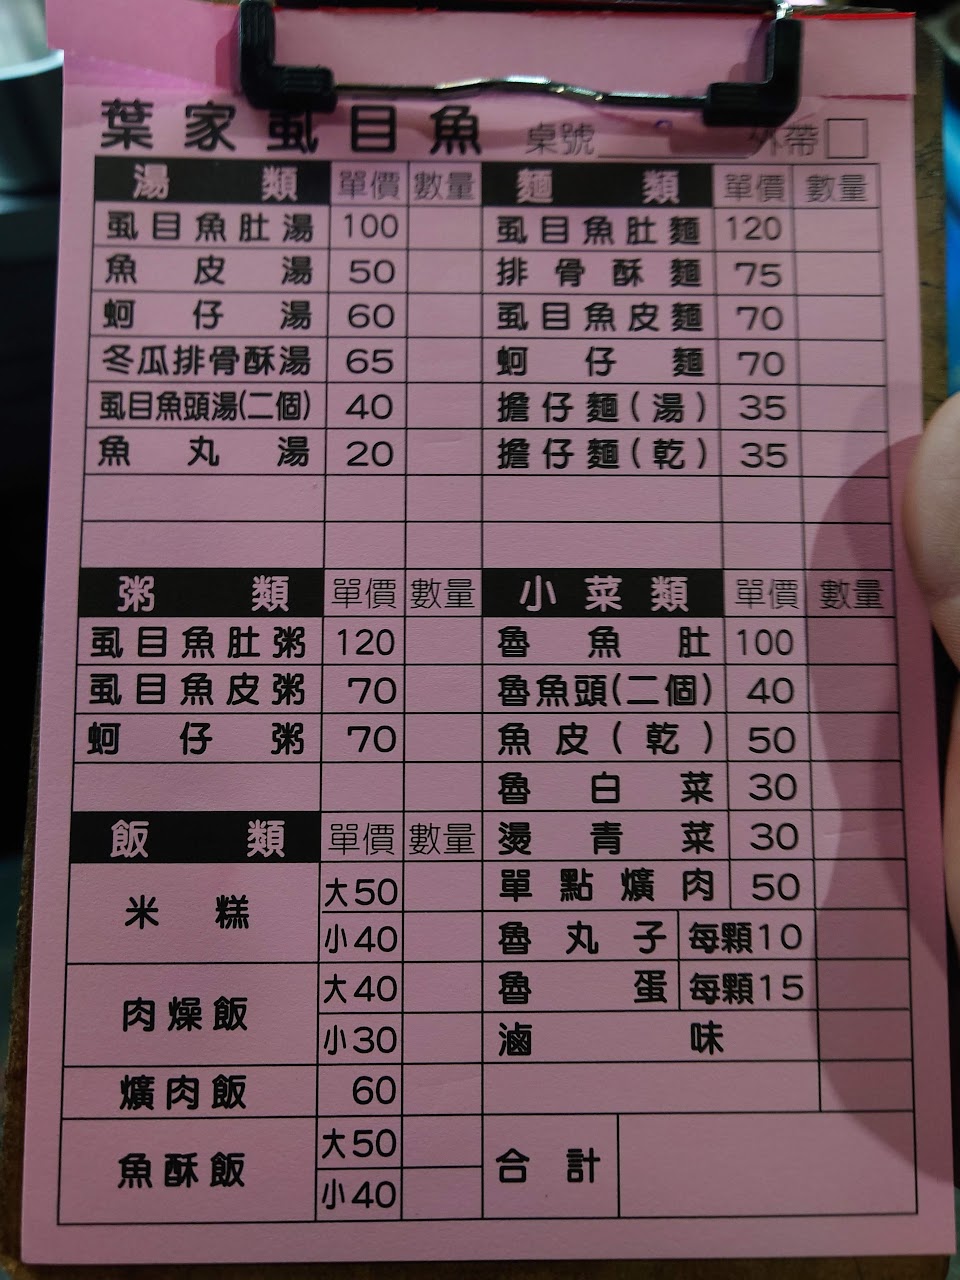 葉家虱目魚 桌號 外帶
湯類 單價 數量
虱目魚肚湯 100
魚皮湯 50
蚵仔湯 60
冬瓜排骨酥湯 65
虱目魚頭湯(二個) 40
魚丸湯 20
麵類 單價 數量
虱目魚肚麵 120
排骨酥麵 75
虱目魚皮麵 70
蚵仔麵 70
擔仔麵(湯) 35
擔仔麵(乾) 35
粥類 單價 數量
虱目魚肚粥 120
虱目魚皮粥 70
蚵仔粥 70
飯類 單價 數量
米糕 大50
小40
肉燥飯 大40
小30
爌肉飯 60
魚酥飯 大50
小40
小菜類 單價 數量
魯魚肚 100
魯魚頭(二個) 40
魚皮(乾) 50
魯白菜 30
燙青菜 30
單點爌肉 50
魯丸子 每顆10
魯蛋 每顆15
滷味
合計